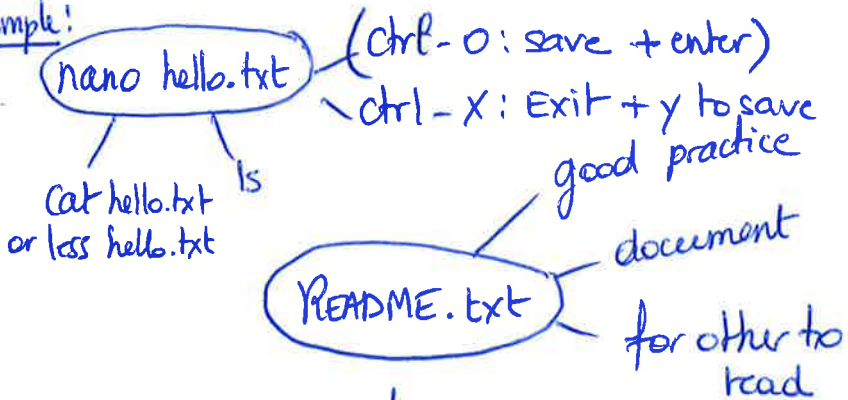 mple!
nano hello.txt
(Ctrl-O: save + enter)
Ctrl-X: Exit + y to save
Cat hello.txt
or less hello.txt
ls
README.txt
good practice
document
for other to
read